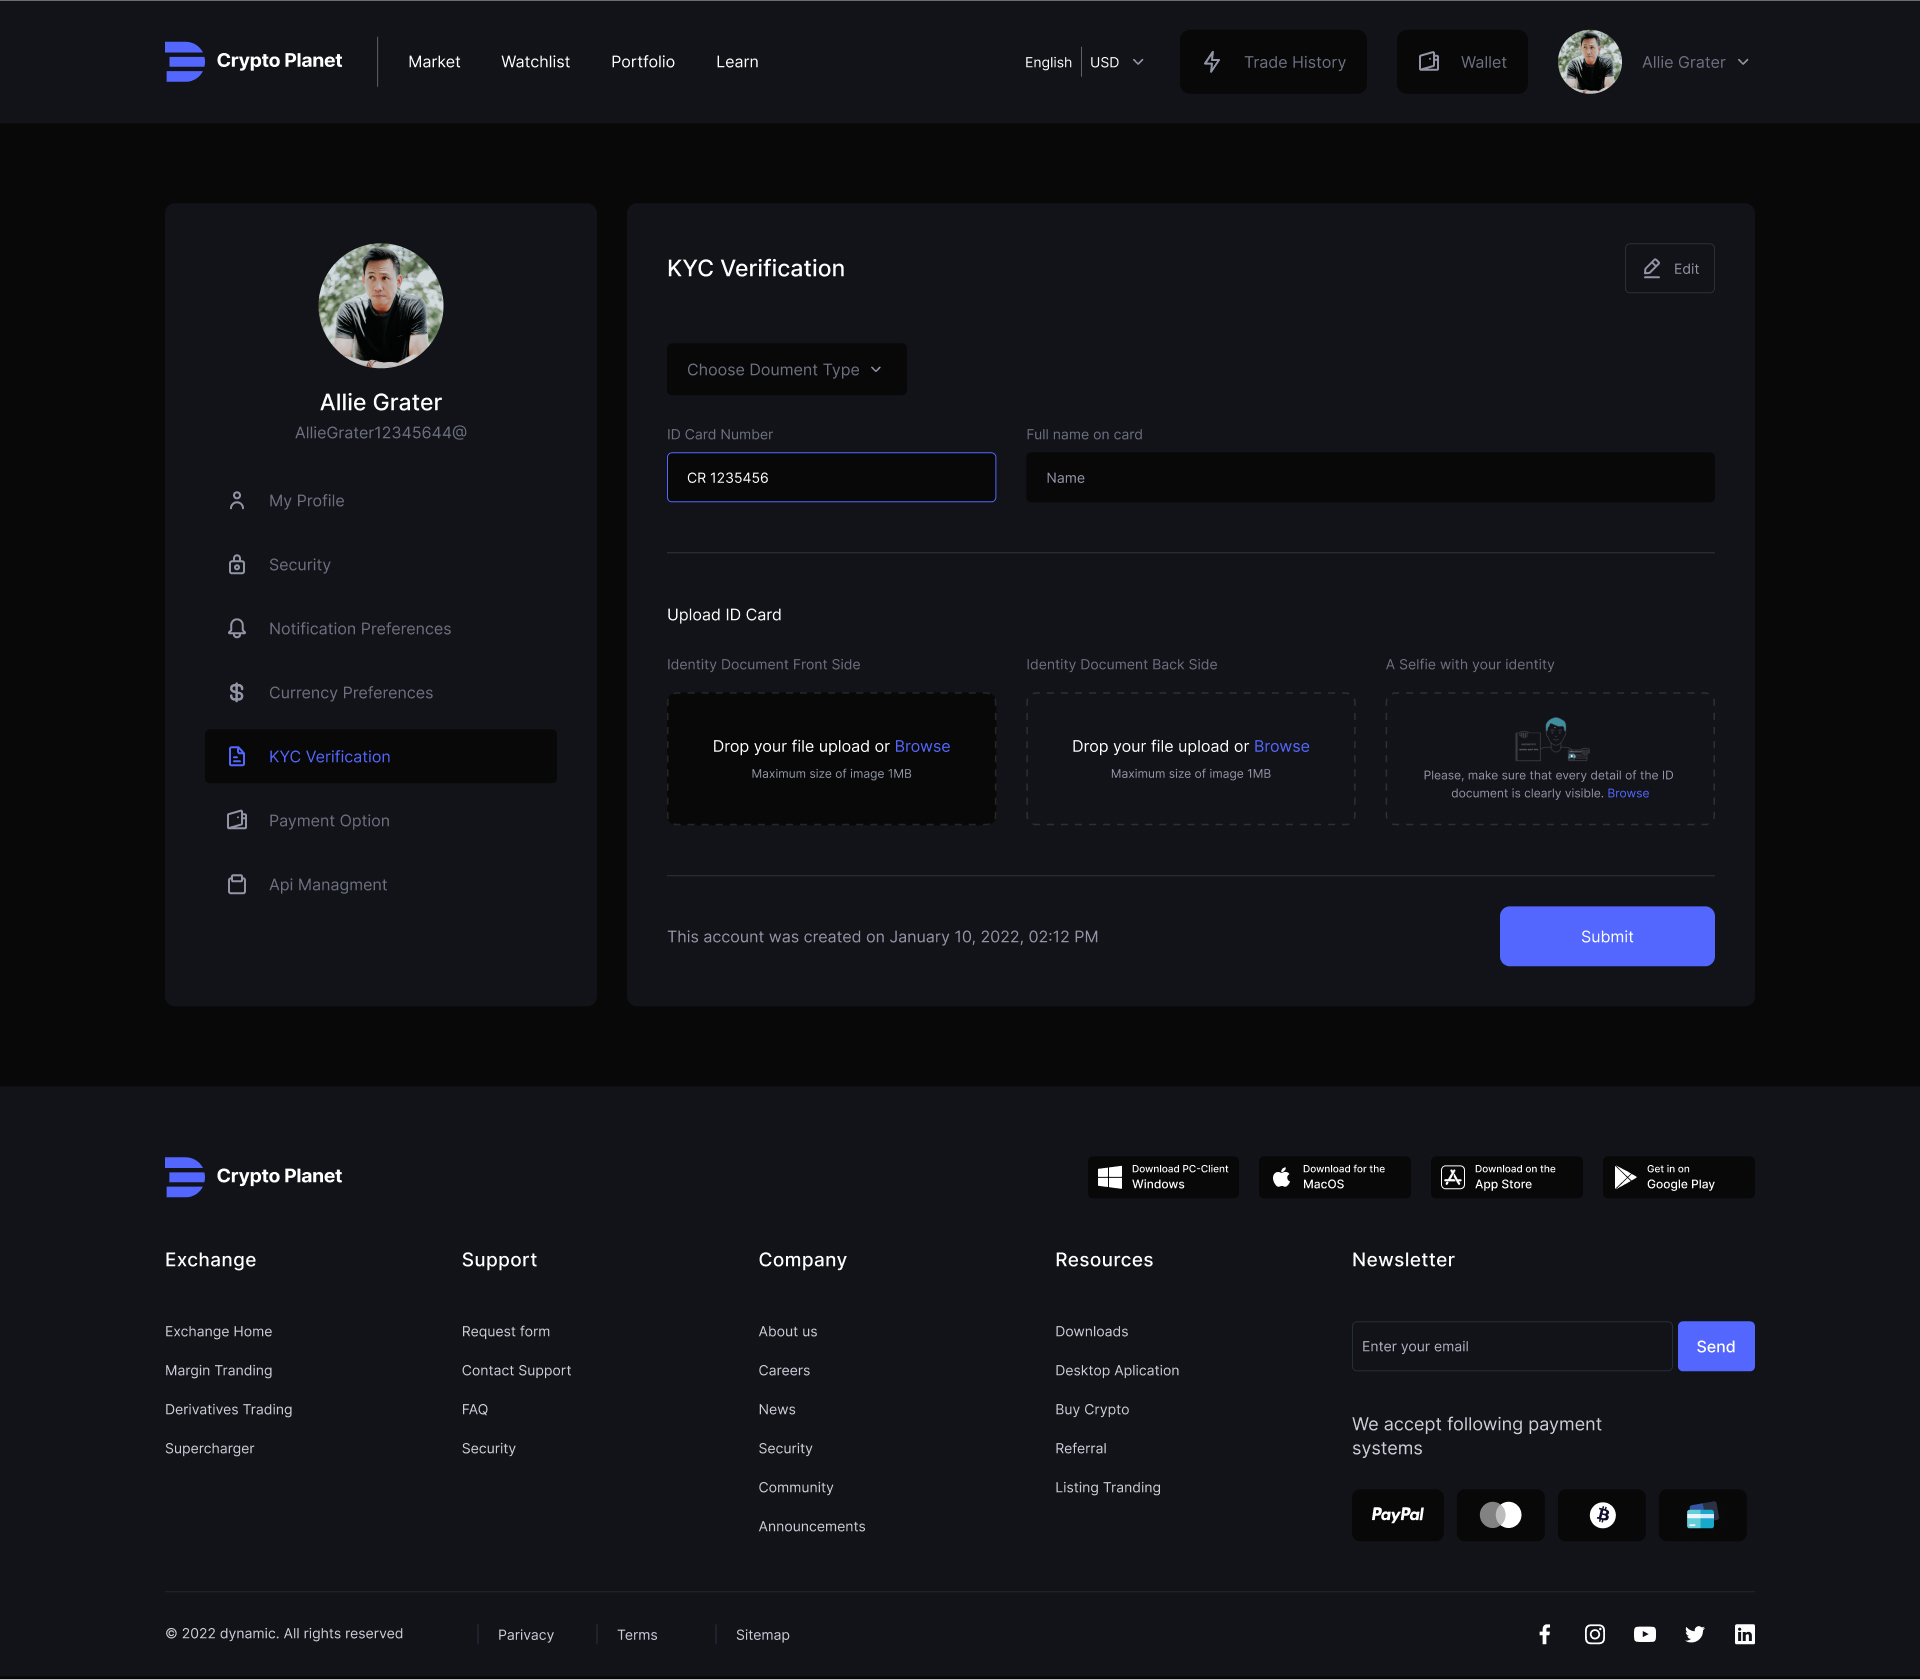 Crypto Planet
Market
Watchlist
Portfolio
Learn
English
USD
Trade History
Wallet
Allie Grater
Allie Grater
AllieGrater12345644@
My Profile
Security
Notification Preferences
Currency Preferences
KYC Verification
Payment Option
Api Managment
KYC Verification
Edit
Choose Doument Type
ID Card Number
Full name on card
CR 1235456
Name
Upload ID Card
Identity Document Front Side
Identity Document Back Side
A Selfie with your identity
Drop your file upload or Browse
Maximum size of image 1MB
Drop your file upload or Browse
Maximum size of image 1MB
Please, make sure that every detail of the ID
document is clearly visible. Browse
This account was created on January 10, 2022, 02:12 PM
Submit
Crypto Planet
Download PC-Client
Windows
Download for the
MacOS
Download on the
App Store
Get in on
Google Play
Exchange
Exchange Home
Margin Tranding
Derivatives Trading
Supercharger
Support
Request form
Contact Support
FAQ
Security
Company
About us
Careers
News
Security
Community
Announcements
Resources
Downloads
Desktop Aplication
Buy Crypto
Referral
Listing Tranding
Newsletter
Enter your email
Send
We accept following payment
systems
PayPal
© 2022 dynamic. All rights reserved
Parivacy
Terms
Sitemap